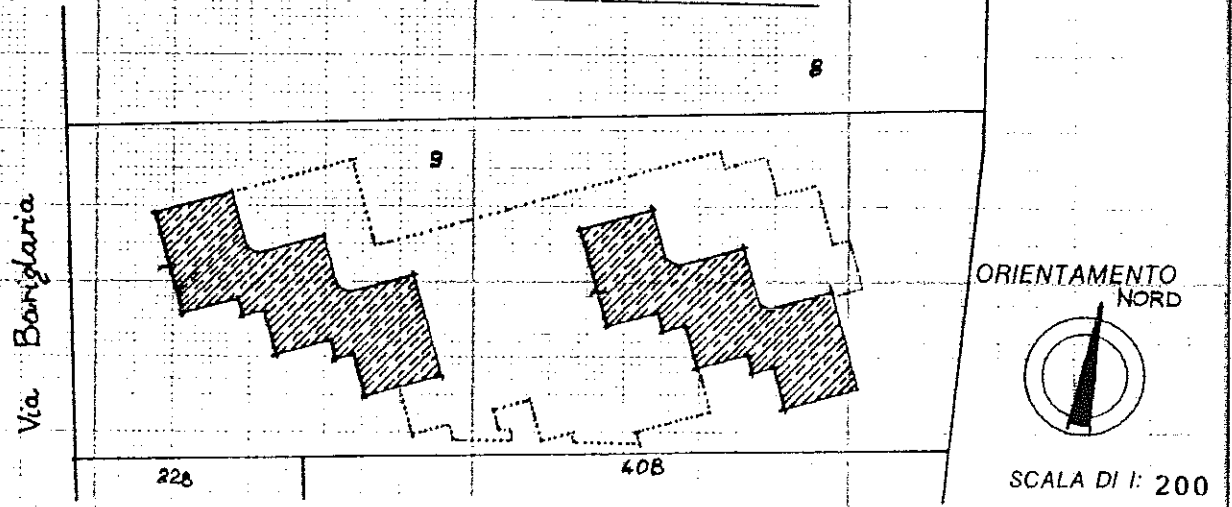 8
9
Via Bariglaria
ORIENTAMENTO
NORD
228
408
SCALA DI 1: 200